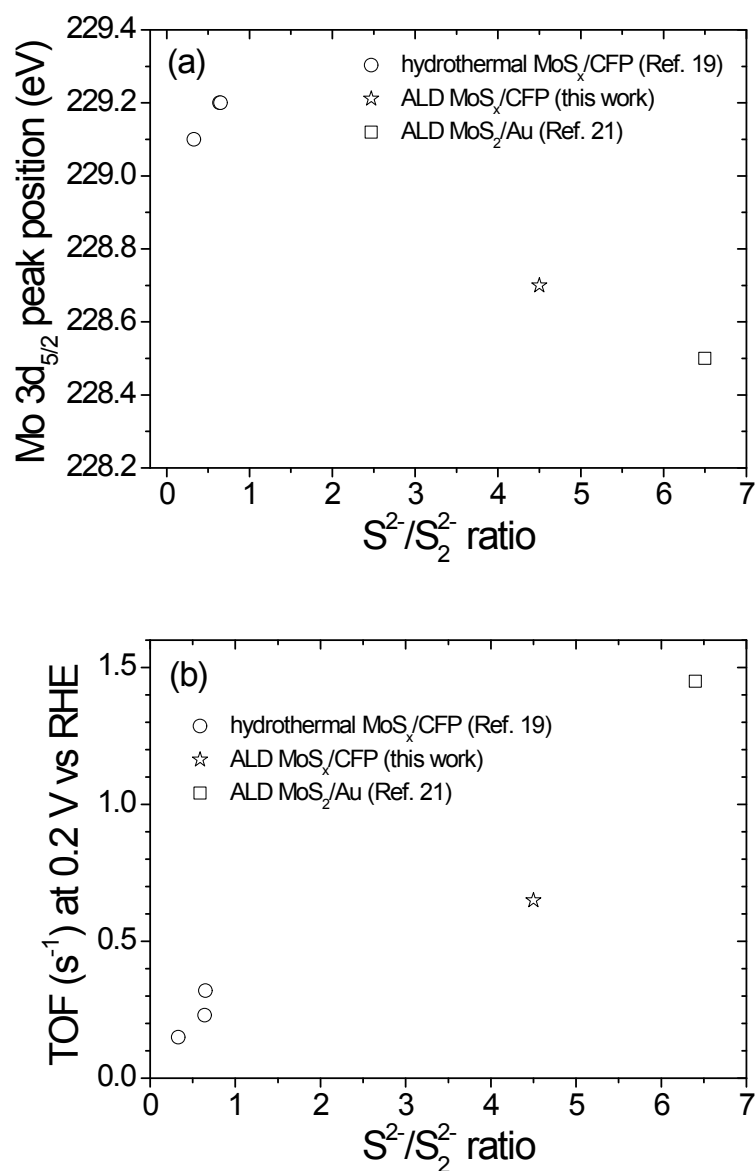 (a)
hydrothermal MoSₓ/CFP (Ref. 19)
ALD MoSₓ/CFP (this work)
ALD MoS₂/Au (Ref. 21)
229.4
229.2
229.0
228.8
228.6
228.4
228.2
Mo 3d₅/₂ peak position (eV)
0 1 2 3 4 5 6 7
S²⁻/S₂²⁻ ratio
(b)
hydrothermal MoSₓ/CFP (Ref. 19)
ALD MoSₓ/CFP (this work)
ALD MoS₂/Au (Ref. 21)
1.5
1.0
0.5
0.0
TOF (s⁻¹) at 0.2 V vs RHE
0 1 2 3 4 5 6 7
S²⁻/S₂²⁻ ratio